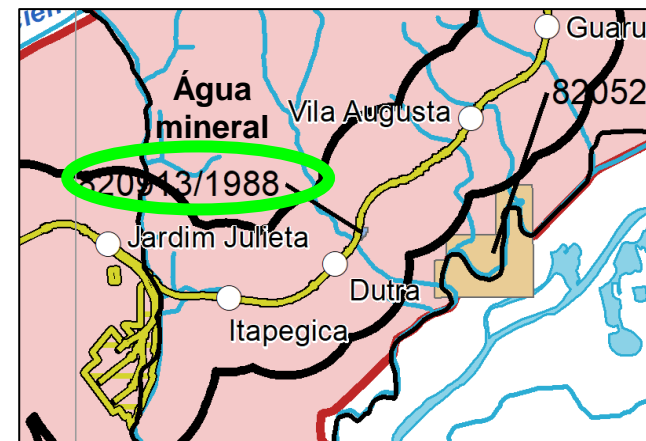 Guaru
Água
mineral
Vila Augusta
82052
820913/1988
Jardim Julieta
Dutra
Itapegica